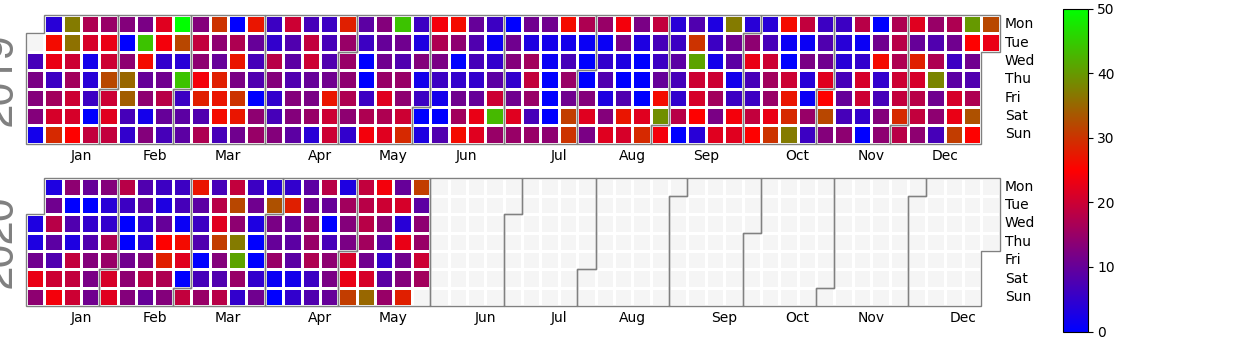 2019
Mon
Tue
Wed
Thu
Fri
Sat
Sun
Jan Feb Mar Apr May Jun Jul Aug Sep Oct Nov Dec
2020
Mon
Tue
Wed
Thu
Fri
Sat
Sun
Jan Feb Mar Apr May Jun Jul Aug Sep Oct Nov Dec
50
40
30
20
10
0